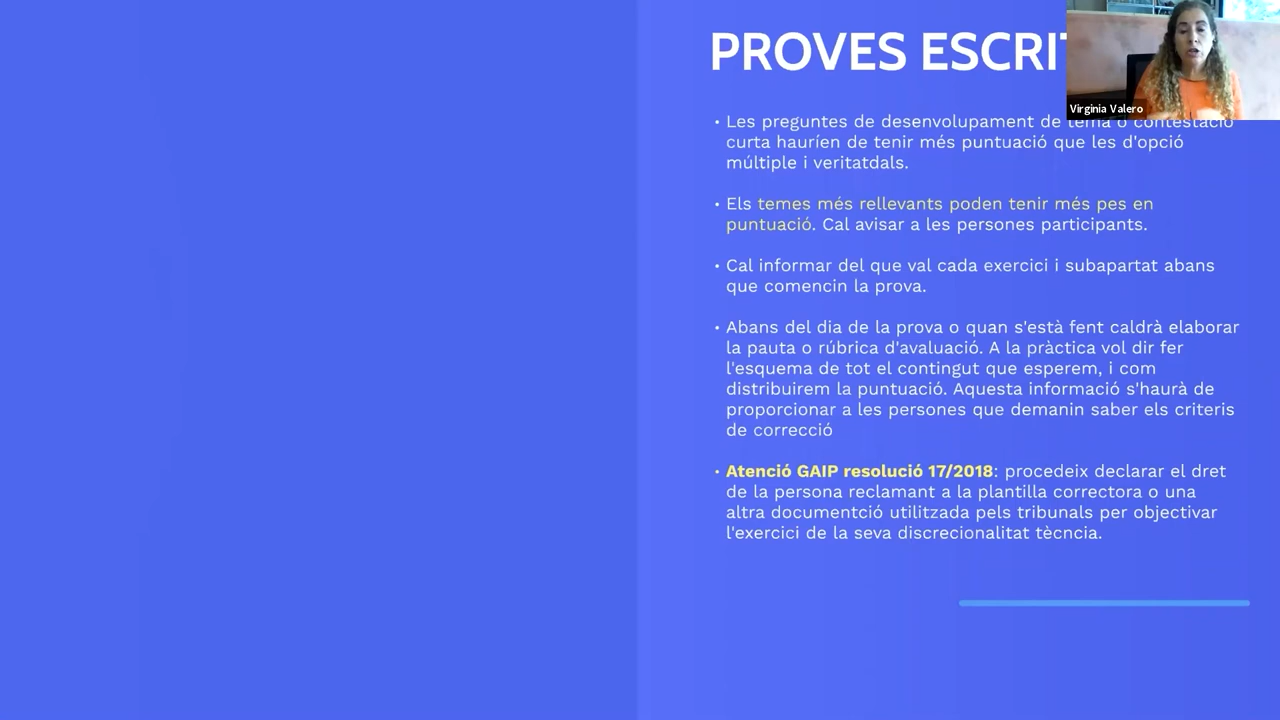 PROVES ESCRIT
Virginia Valero
• Les preguntes de desenvolupament de tema o contestació
curta hauríen de tenir més puntuació que les d'opció
múltiple i veritatdals.
• Els temes més rellevants poden tenir més pes en
puntuació. Cal avisar a les persones participants.
• Cal informar del que val cada exercici i subapartat abans
que comencin la prova.
• Abans del dia de la prova o quan s'està fent caldrà elaborar
la pauta o rúbrica d'avaluació. A la pràctica vol dir fer
l'esquema de tot el contingut que esperem, i com
distribuirem la puntuació. Aquesta informació s'haurà de
proporcionar a les persones que demanin saber els criteris
de correcció
• Atenció GAIP resolució 17/2018: procedeix declarar el dret
de la persona reclamant a la plantilla correctora o una
altra documentció utilitzada pels tribunals per objectivar
l'exercici de la seva discrecionalitat tècncia.